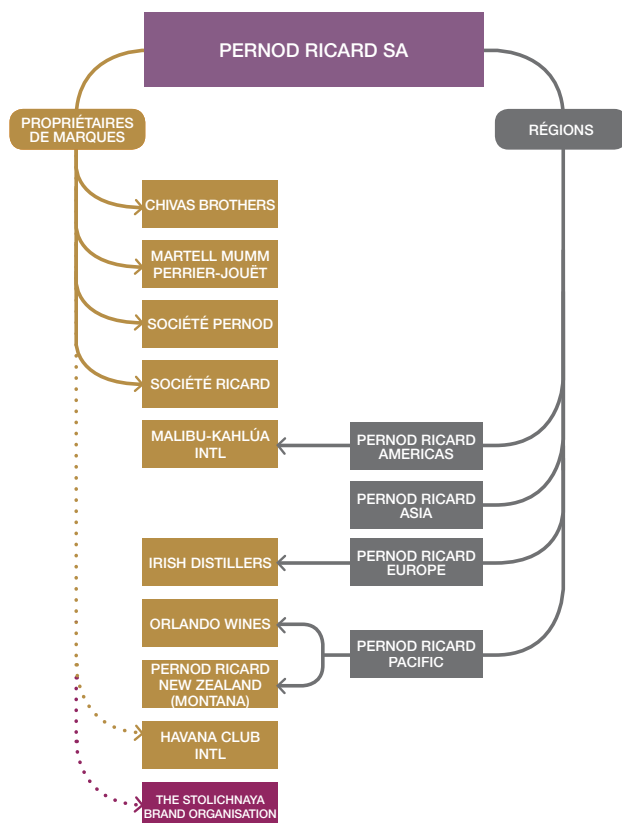 PERNOD RICARD SA
PROPRIÉTAIRES
DE MARQUES
RÉGIONS
CHIVAS BROTHERS
MARTELL MUMM
PERRIER-JOUËT
SOCIÉTÉ PERNOD
SOCIÉTÉ RICARD
MALIBU-KAHLÚA
INTL
PERNOD RICARD
AMERICAS
PERNOD RICARD
ASIA
IRISH DISTILLERS
PERNOD RICARD
EUROPE
ORLANDO WINES
PERNOD RICARD
PACIFIC
PERNOD RICARD
NEW ZEALAND
(MONTANA)
HAVANA CLUB
INTL
THE STOLICHNAYA
BRAND ORGANISATION